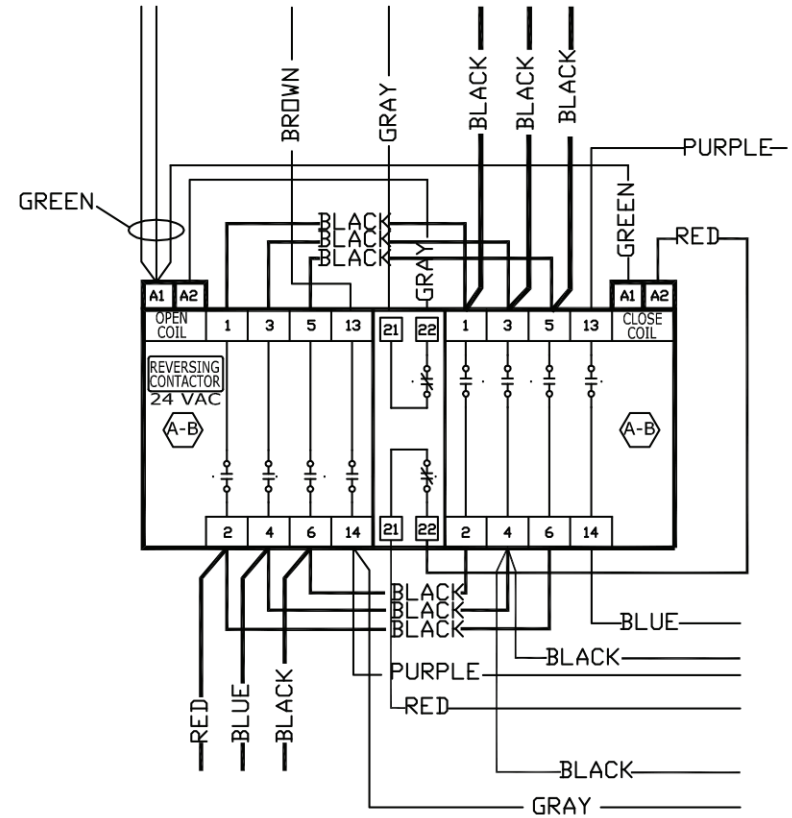 BROWN
GRAY
BLACK
BLACK
BLACK
PURPLE
GREEN
GREEN
BLACK
BLACK
BLACK
GRAY
RED
A1 A2
A1 A2
OPEN
COIL
1 3 5 13
21 22
1 3 5 13
CLOSE
COIL
REVERSING
CONTACTOR
24 VAC
A-B
A-B
2 4 6 14
21 22
2 4 6 14
BLACK
BLACK
BLACK
BLUE
BLACK
PURPLE
RED
BLUE
BLACK
RED
BLACK
GRAY